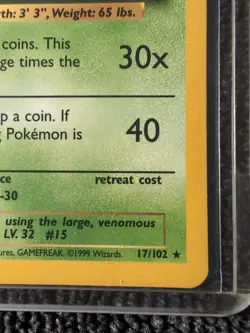 th: 3' 3", Weight: 65 lbs.
coins. This
ge times the 30x
p a coin. If
g Pokémon is 40
ce retreat cost
-30
using the large, venomous
LV. 32 #15
ures, GAMEFREAK. ©1999 Wizards. 17/102 ★